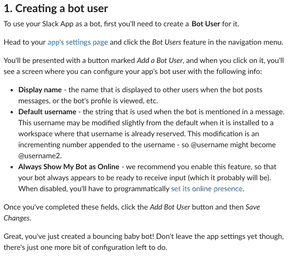 1. Creating a bot user
To use your Slack App as a bot, first you'll need to create a Bot User for it.
Head to your app's settings page and click the Bot Users feature in the navigation menu.
You'll be presented with a button marked Add a Bot User, and when you click on it, you'll
see a screen where you can configure your app's bot user with the following info:
• Display name - the name that is displayed to other users when the bot posts
messages, or the bot's profile is viewed, etc.
• Default username - the string that is used when the bot is mentioned in a message.
This username may be modified slightly from the default when it is installed to a
workspace where that username is already reserved. This modification is an
incrementing number appended to the username - so @username might become
@username2.
• Always Show My Bot as Online - we recommend you enable this feature, so that
your bot always appears to be ready to receive input (which it probably will be).
When disabled, you'll have to programmatically set its online presence.
Once you've completed these fields, click the Add Bot User button and then Save
Changes.
Great, you've just created a bouncing baby bot! Don't leave the app settings yet though,
there's just one more bit of configuration left to do.